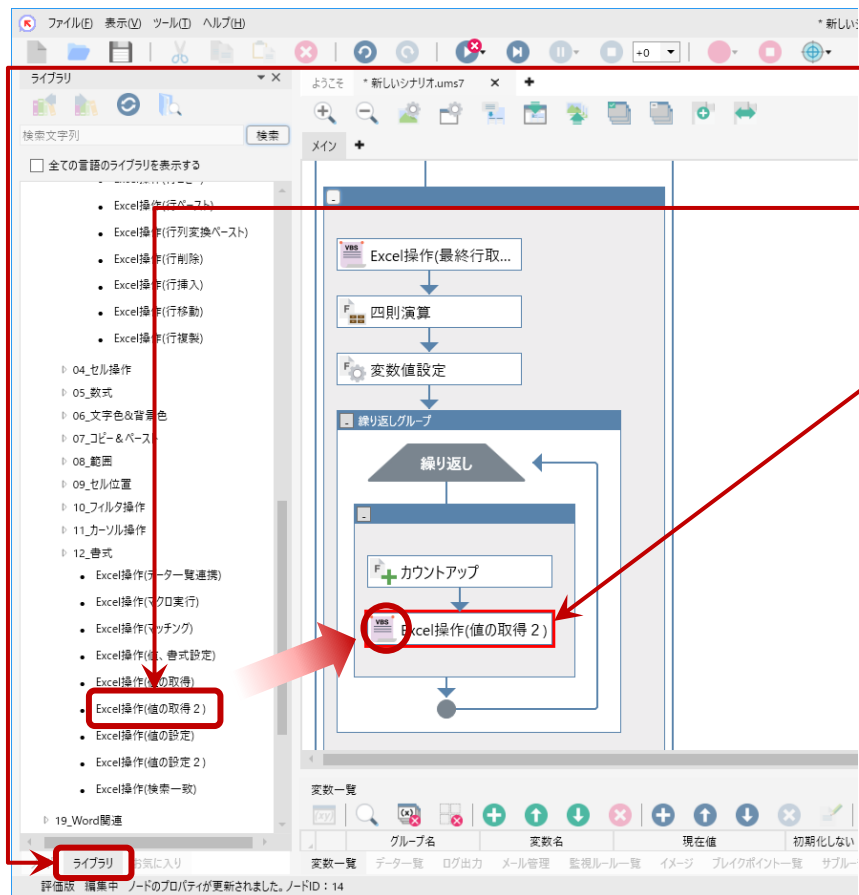 ファイル(F) 表示(V) ツール(T) ヘルプ(H)
* 新しい
+0
ライブラリ
ようこそ * 新しいシナリオ.ums7
検索文字列 検索
メイン
全ての言語のライブラリを表示する
Excel操作(行ペースト)
Excel操作(行列変換ペースト)
Excel操作(行削除)
Excel操作(行挿入)
Excel操作(行移動)
Excel操作(行複製)
04_セル操作
05_数式
06_文字色&背景色
07_コピー&ペースト
08_範囲
09_セル位置
10_フィルタ操作
11_カーソル操作
12_書式
Excel操作(データ一覧連携)
Excel操作(マクロ実行)
Excel操作(マッチング)
Excel操作(値、書式設定)
Excel操作(値の取得)
Excel操作(値の取得２)
Excel操作(値の設定)
Excel操作(値の設定２)
Excel操作(検索一致)
19_Word関連
ライブラリ お気に入り
VBS
Excel操作(最終行取...
四則演算
変数値設定
繰り返しグループ
繰り返し
カウントアップ
VBS
Excel操作(値の取得２)
変数一覧
グループ名 変数名 現在値 初期化しない
変数一覧 データ一覧 ログ出力 メール管理 監視ルール一覧 イメージ ブレイクポイント一覧 サブルー
評価版 編集中 ノードのプロパティが更新されました。ノードID：14